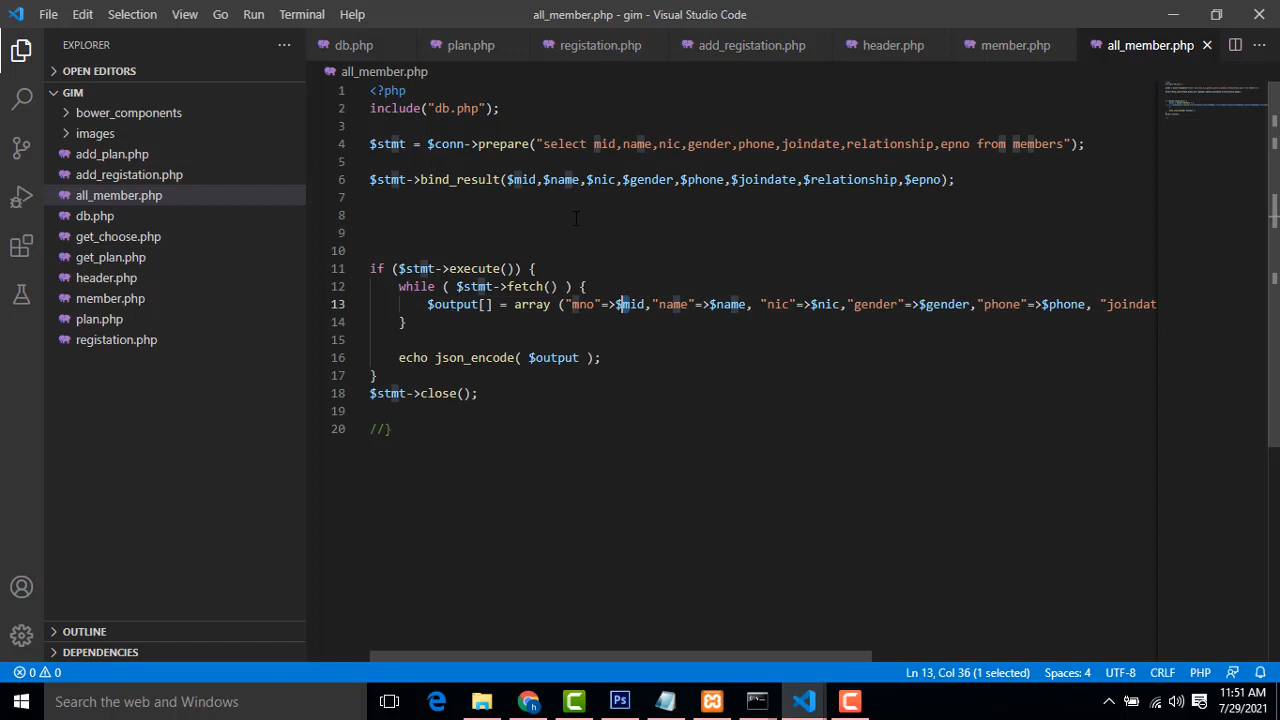 File Edit Selection View Go Run Terminal Help all_member.php - gim - Visual Studio Code
EXPLORER
db.php plan.php registation.php add_registation.php header.php member.php all_member.php
OPEN EDITORS
GIM
bower_components
images
add_plan.php
add_registation.php
all_member.php
db.php
get_choose.php
get_plan.php
header.php
member.php
plan.php
registation.php
OUTLINE
DEPENDENCIES
all_member.php
1 <?php
2 include("db.php");
3
4 $stmt = $conn->prepare("select mid,name,nic,gender,phone,joindate,relationship,epno from members");
5
6 $stmt->bind_result($mid,$name,$nic,$gender,$phone,$joindate,$relationship,$epno);
7
8
9
10
11 if ($stmt->execute()) {
12 while ( $stmt->fetch() ) {
13 $output[] = array ("mno"=>$mid,"name"=>$name, "nic"=>$nic,"gender"=>$gender,"phone"=>$phone, "joindat
14 }
15
16 echo json_encode( $output );
17 }
18 $stmt->close();
19
20 //}
0 0 Ln 13, Col 36 (1 selected) Spaces: 4 UTF-8 CRLF PHP
Search the web and Windows
11:51 AM
7/29/2021